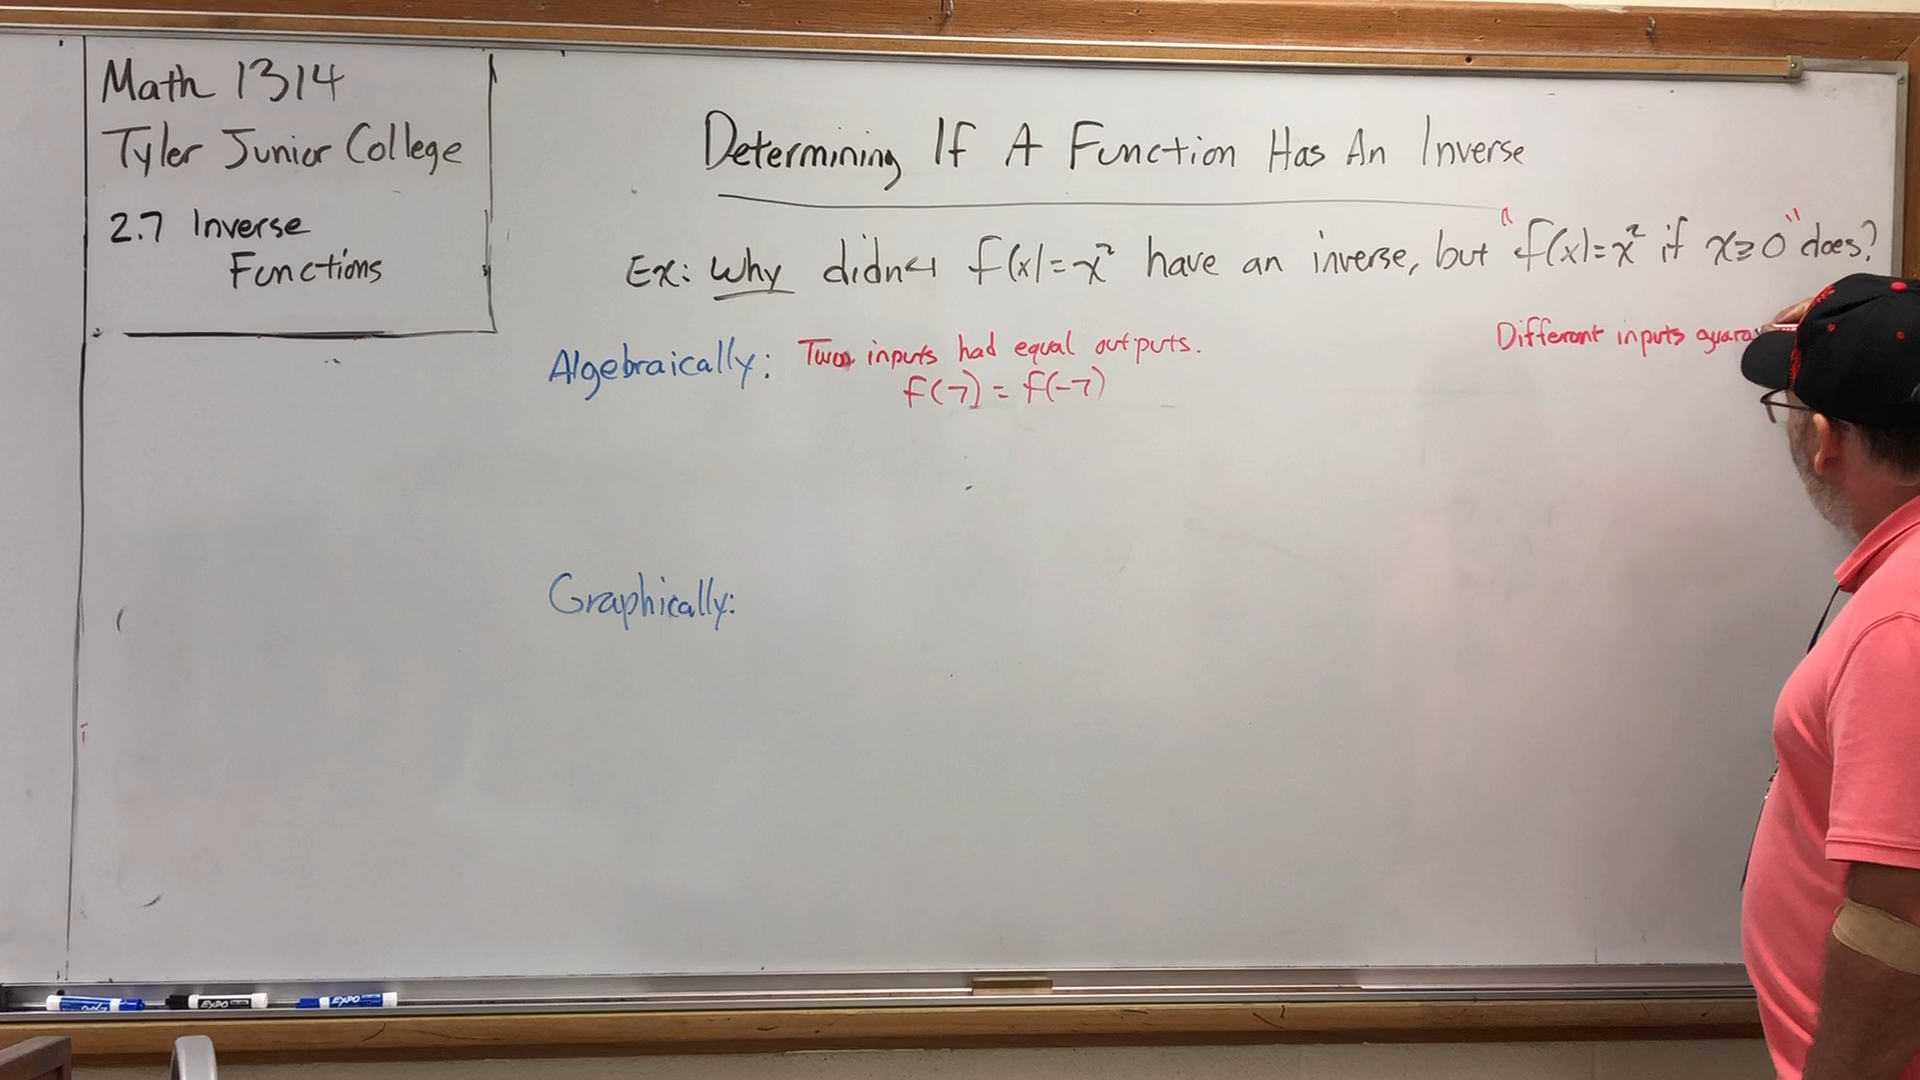 Math 1314
Tyler Junior College
2.7 Inverse
Functions
Determining If A Function Has An Inverse
Ex: Why didn't f(x)=x² have an inverse, but "f(x)=x² if x≥0" does?
Algebraically: Two inputs had equal outputs.
f(7) = f(-7)
Different inputs
Graphically:
EXPO
EXPO